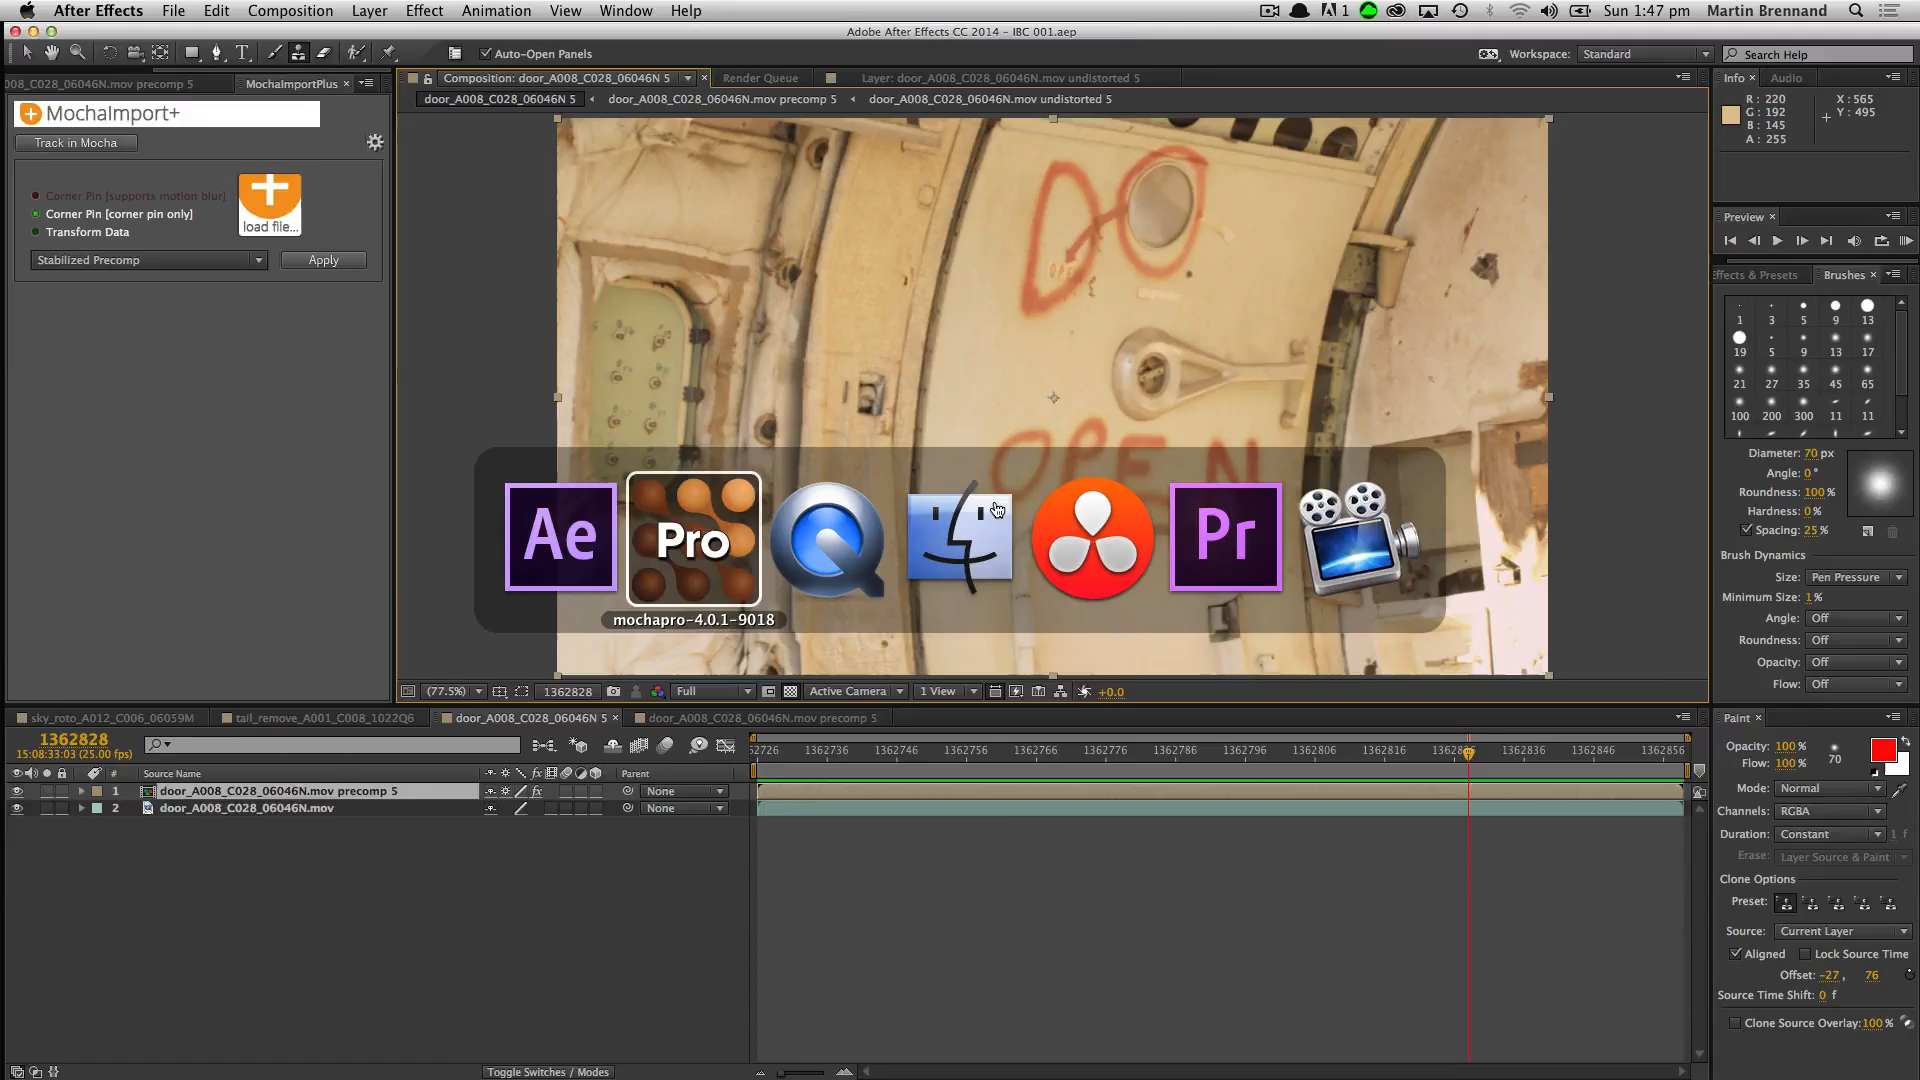 After Effects File Edit Composition Layer Effect Animation View Window Help
1 Sun 1:47 pm Martin Brennand
Adobe After Effects CC 2014 - IBC 001.aep
Auto-Open Panels
Workspace: Standard
Search Help
008_C028_06046N.mov precomp 5 MochaImportPlus
MochaImport+
Track in Mocha
Corner Pin [supports motion blur]
Corner Pin [corner pin only]
Transform Data
load file...
Stabilized Precomp
Apply
Composition: door_A008_C028_06046N 5 Render Queue Layer: door_A008_C028_06046N.mov undistorted 5
door_A008_C028_06046N 5 door_A008_C028_06046N.mov precomp 5 door_A008_C028_06046N.mov undistorted 5
OPEN
Ae Pro Pr
mochapro-4.0.1-9018
(77.5%) 1362828 Full Active Camera 1 View +0.0
Info Audio
R: 220 X: 565
G: 192 Y: 495
B: 145
A: 255
Preview
Effects & Presets Brushes
1 3 5 9 13
19 5 9 13 17
21 27 35 45 65
100 200 300 11 11
Diameter: 70 px
Angle: 0 °
Roundness: 100 %
Hardness: 0 %
Spacing: 25 %
Brush Dynamics
Size: Pen Pressure
Minimum Size: 1 %
Angle: Off
Roundness: Off
Opacity: Off
Flow: Off
sky_roto_A012_C006_06059M tail_remove_A001_C008_1022Q6 door_A008_C028_06046N 5 door_A008_C028_06046N.mov precomp 5
1362828
15:08:33:03 (25.00 fps)
52726 1362736 1362746 1362756 1362766 1362776 1362786 1362796 1362806 1362816 1362836 1362846 1362856
# Source Name fx Parent
1 door_A008_C028_06046N.mov precomp 5 fx None
2 door_A008_C028_06046N.mov None
Toggle Switches / Modes
Paint
Opacity: 100 %
Flow: 100 % 70
Mode: Normal
Channels: RGBA
Duration: Constant 1 f
Erase: Layer Source & Paint
Clone Options
Preset:
Source: Current Layer
Aligned Lock Source Time
Offset: -27 , 76
Source Time Shift: 0 f
Clone Source Overlay: 100 %